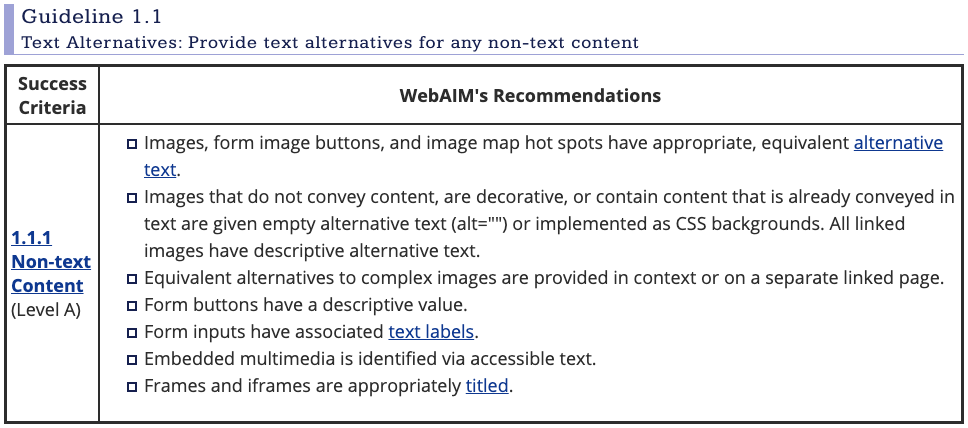 Guideline 1.1
Text Alternatives: Provide text alternatives for any non-text content
Success
Criteria
WebAIM's Recommendations
1.1.1
Non-text
Content
(Level A)
Images, form image buttons, and image map hot spots have appropriate, equivalent alternative
text.
Images that do not convey content, are decorative, or contain content that is already conveyed in
text are given empty alternative text (alt="") or implemented as CSS backgrounds. All linked
images have descriptive alternative text.
Equivalent alternatives to complex images are provided in context or on a separate linked page.
Form buttons have a descriptive value.
Form inputs have associated text labels.
Embedded multimedia is identified via accessible text.
Frames and iframes are appropriately titled.